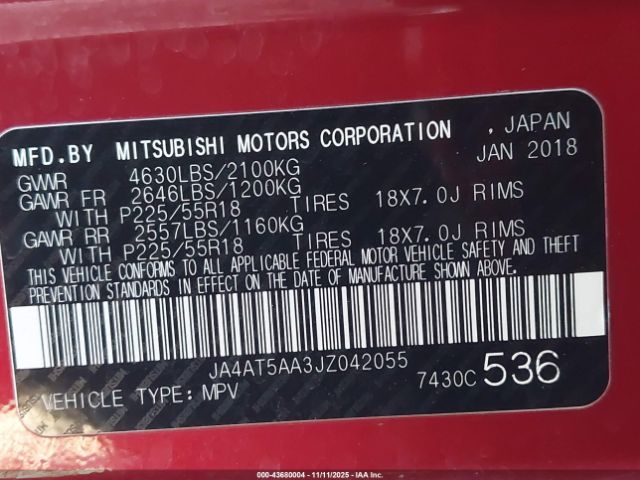 MFD.BY MITSUBISHI MOTORS CORPORATION , JAPAN
GVWR 4630LBS/2100KG JAN 2018
GAWR FR 2646LBS/1200KG
WITH P225/55R18 TIRES 18X7.0J RIMS
GAWR RR 2557LBS/1160KG
WITH P225/55R18 TIRES 18X7.0J RIMS
THIS VEHICLE CONFORMS TO ALL APPLICABLE FEDERAL MOTOR VEHICLE SAFETY AND THEFT
PREVENTION STANDARDS IN EFFECT ON THE DATE OF MANUFACTURE SHOWN ABOVE.
JA4AT5AA3JZ042055
VEHICLE TYPE: MPV 7430C 536
000-43680004 - 11/11/2025 - IAA Inc.